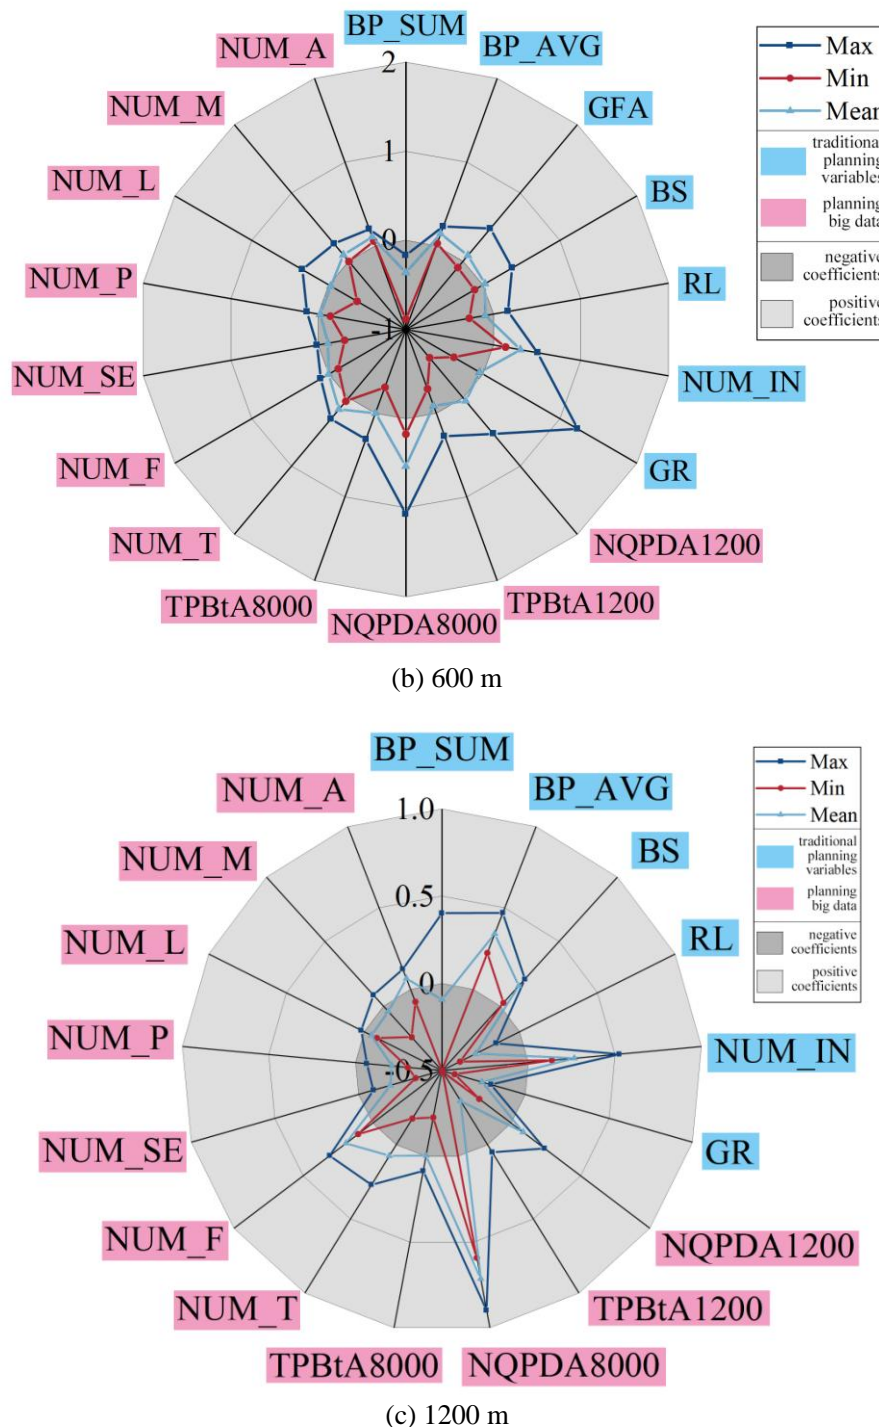 BP_SUM
NUM_A
BP_AVG
2
Max
NUM_M
GFA
Min
Mean
1
traditional
planning
variables
NUM_L
BS
planning
big data
0
negative
coefficients
NUM_P
RL
positive
coefficients
-1
NUM_SE
NUM_IN
NUM_F
GR
NUM_T
NQPDA1200
TPBtA8000
TPBtA1200
NQPDA8000
(b) 600 m
BP_SUM
NUM_A
BP_AVG
Max
Min
1.0
Mean
NUM_M
BS
traditional
planning
variables
planning
big data
0.5
NUM_L
RL
negative
coefficients
positive
coefficients
0
NUM_P
NUM_IN
-0.5
NUM_SE
GR
NUM_F
NQPDA1200
NUM_T
TPBtA1200
TPBtA8000
NQPDA8000
(c) 1200 m